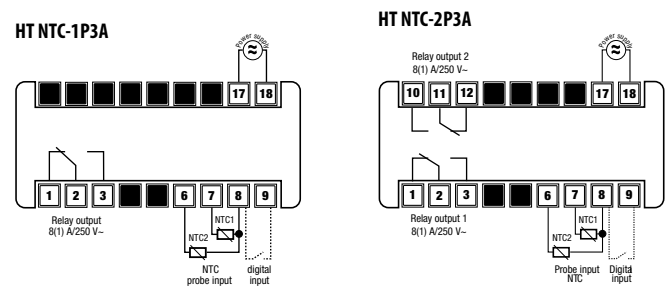 HT NTC-1P3A
Power supply
17 18
1 2 3 6 7 8 9
Relay output
8(1) A/250 V~
NTC1
NTC2
NTC
probe input
digital
input
HT NTC-2P3A
Relay output 2
8(1) A/250 V~
Power supply
10 11 12 17 18
1 2 3 6 7 8 9
Relay output 1
8(1) A/250 V~
NTC1
NTC2
Probe input
NTC
Digital
input